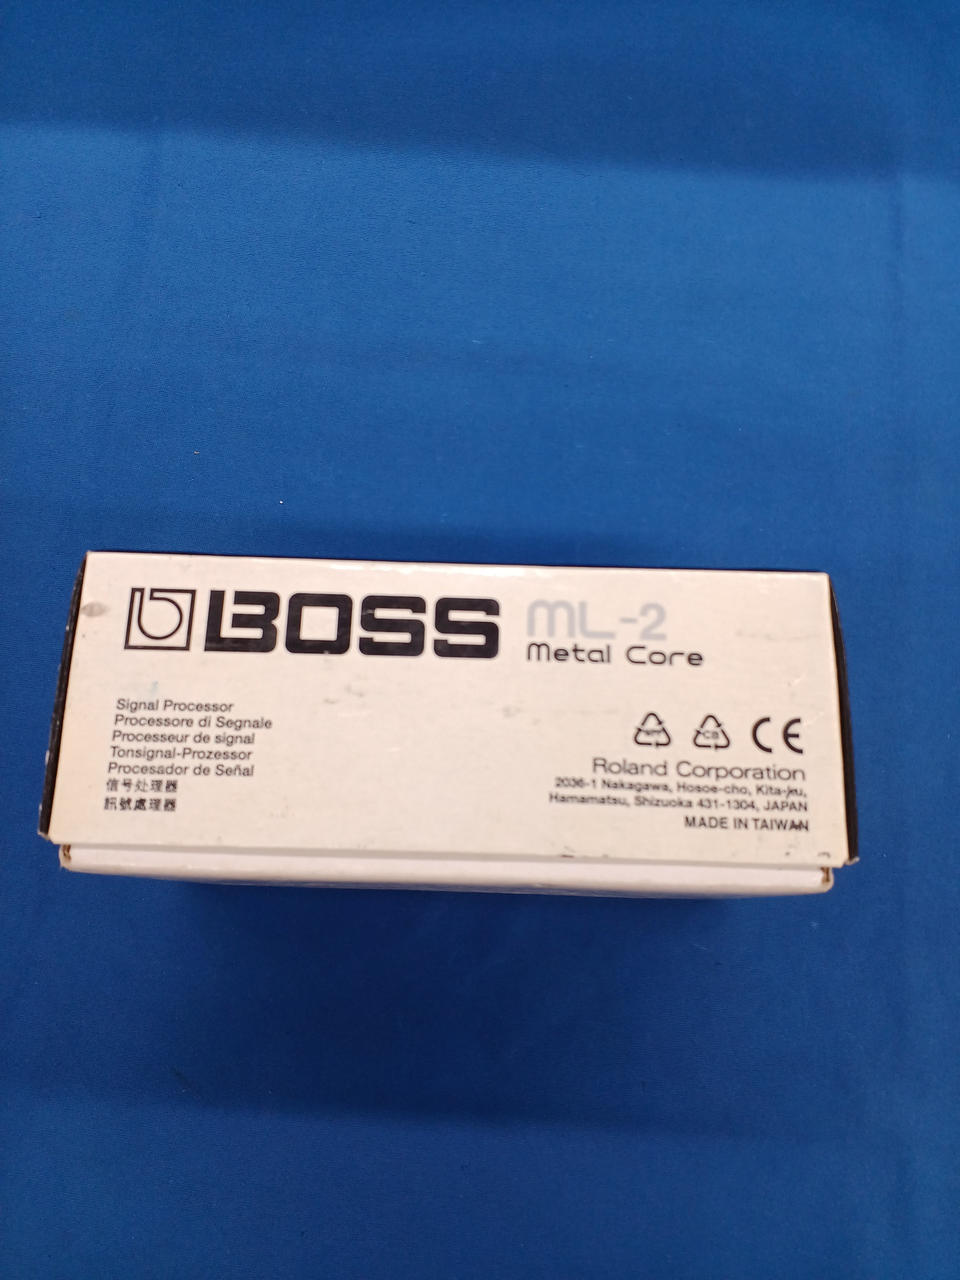 BOSS ML-2
Metal Core
Signal Processor
Processore di Segnale
Processeur de signal
Tonsignal-Prozessor
Procesador de Señal
信号处理器
訊號處理器
CB CE
Roland Corporation
2036-1 Nakagawa, Hosoe-cho, Kita-ku,
Hamamatsu, Shizuoka 431-1304, JAPAN
MADE IN TAIWAN